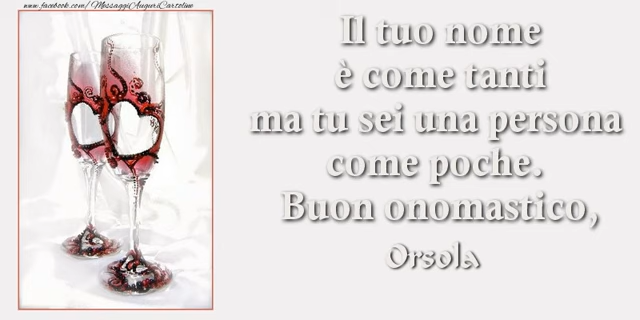 www.facebook.com/MessaggiAuguriCartoline
Il tuo nome
è come tanti
ma tu sei una persona
come poche.
Buon onomastico,
Orsola